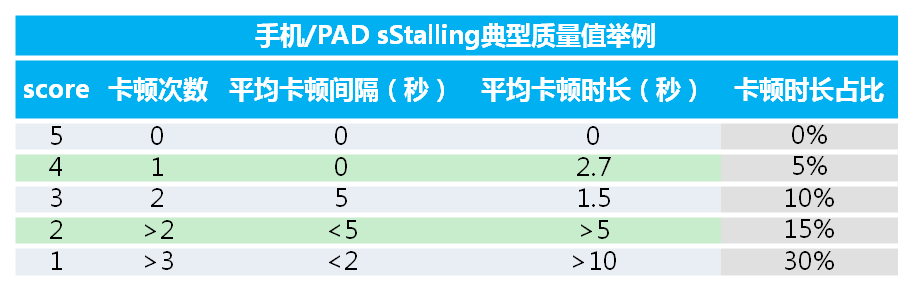 手机/PAD sStalling典型质量值举例
score 卡顿次数 平均卡顿间隔（秒） 平均卡顿时长（秒） 卡顿时长占比
5 0 0 0 0%
4 1 0 2.7 5%
3 2 5 1.5 10%
2 >2 <5 >5 15%
1 >3 <2 >10 30%